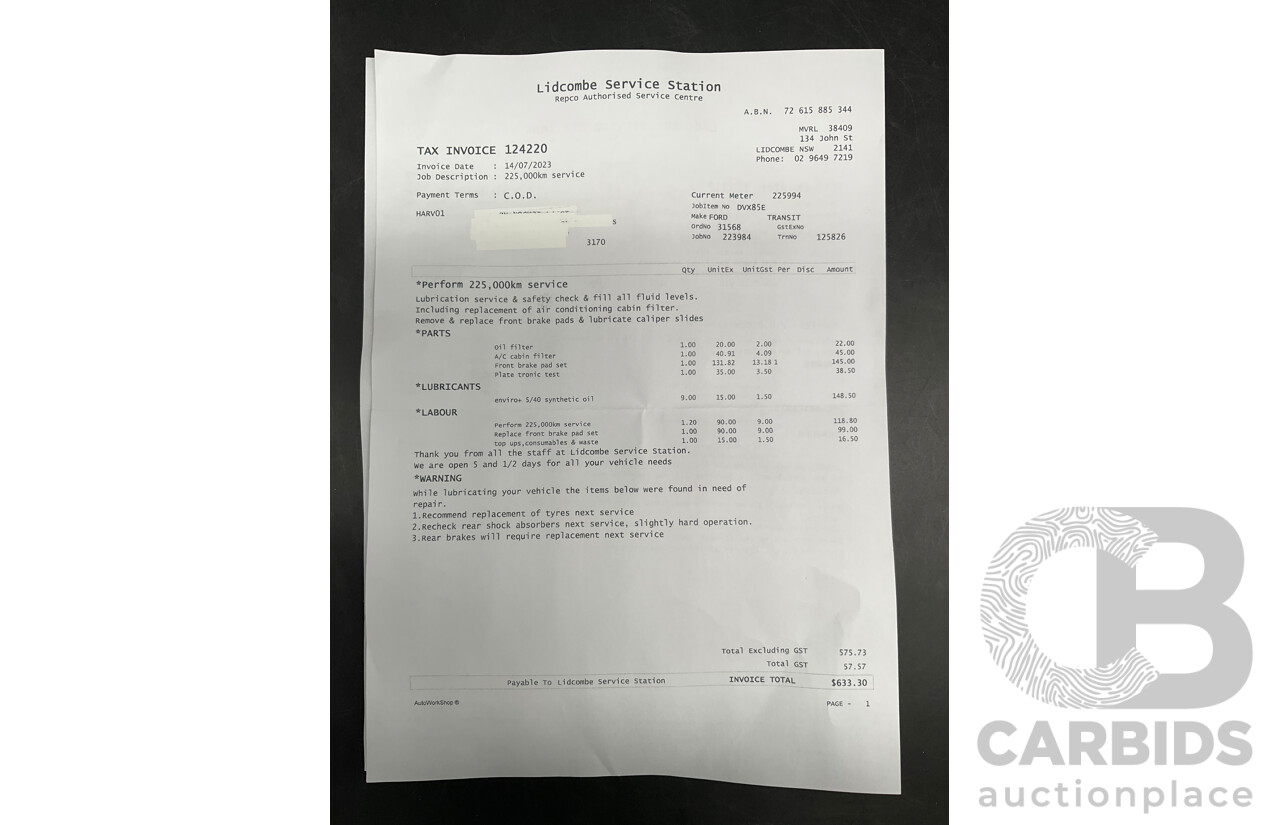 Lidcombe Service Station
Repco Authorised Service Centre
A.B.N. 72 615 885 344
MVRL 38409
134 John St
LIDCOMBE NSW 2141
Phone: 02 9649 7219
TAX INVOICE 124220
Invoice Date : 14/07/2023
Job Description : 225,000km service
Payment Terms : C.O.D.
HARV01
s
3170
Current Meter 225994
JobItem No DVX85E
Make FORD TRANSIT
OrdNo 31568 GstExNo
JobNo 223984 TrnNo 125826
Qty UnitEx UnitGst Per Disc Amount
*Perform 225,000km service
Lubrication service & safety check & fill all fluid levels.
Including replacement of air conditioning cabin filter.
Remove & replace front brake pads & lubricate caliper slides
*PARTS
Oil filter 1.00 20.00 2.00 22.00
A/C cabin filter 1.00 40.91 4.09 45.00
Front brake pad set 1.00 131.82 13.18 1 145.00
Plate tronic test 1.00 35.00 3.50 38.50
*LUBRICANTS
enviro+ 5/40 synthetic oil 9.00 15.00 1.50 148.50
*LABOUR
Perform 225,000km service 1.20 90.00 9.00 118.80
Replace front brake pad set 1.00 90.00 9.00 99.00
top ups,consumables & waste 1.00 15.00 1.50 16.50
Thank you from all the staff at Lidcombe Service Station.
We are open 5 and 1/2 days for all your vehicle needs
*WARNING
while lubricating your vehicle the items below were found in need of
repair.
1.Recommend replacement of tyres next service
2.Recheck rear shock absorbers next service, slightly hard operation.
3.Rear brakes will require replacement next service
Total Excluding GST 575.73
Total GST 57.57
Payable To Lidcombe Service Station INVOICE TOTAL $633.30
AutoWorkShop ® PAGE - 1
CB
CARBIDS
auctionplace